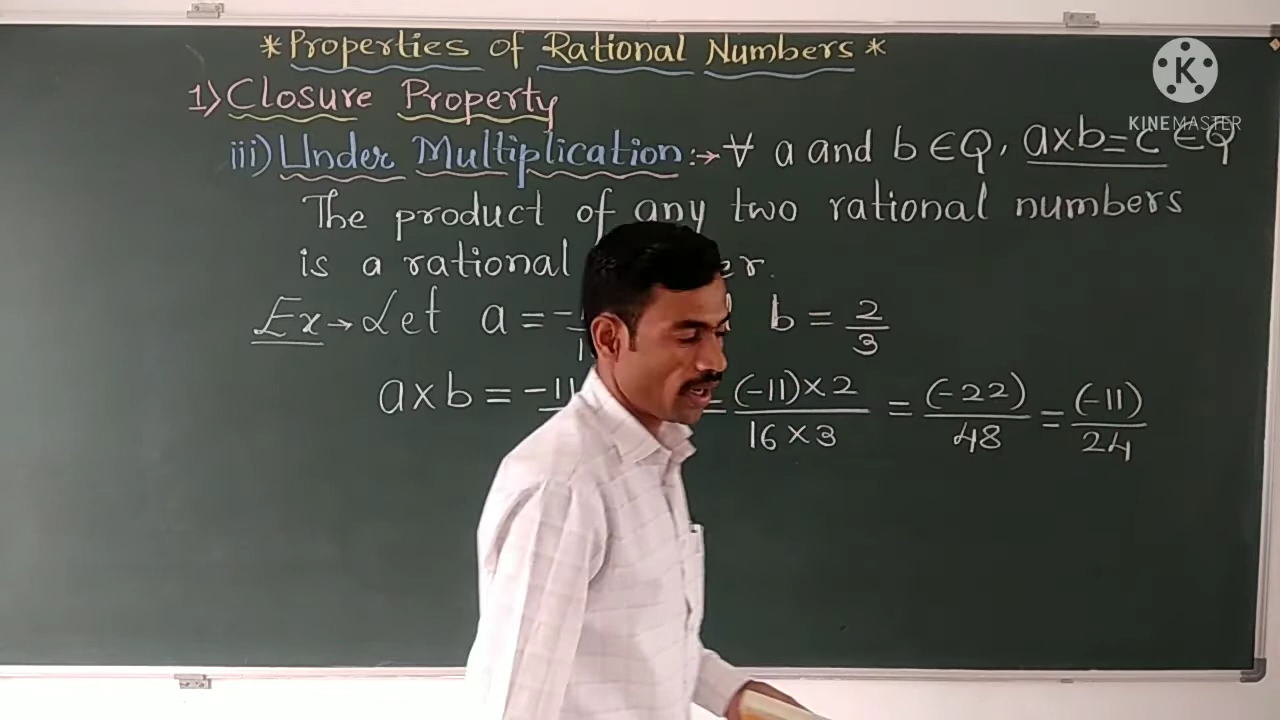 *Properties of Rational Numbers*
1) Closure Property
K
KINEMASTER
iii) Under Multiplication :→ ∀ a and b ∈ Q, a×b=c ∈ Q
The product of any two rational numbers
is a rational
Ex → Let a = b = 2/3
a×b = -11 = (-11)×2/16×3 = (-22)/48 = (-11)/24